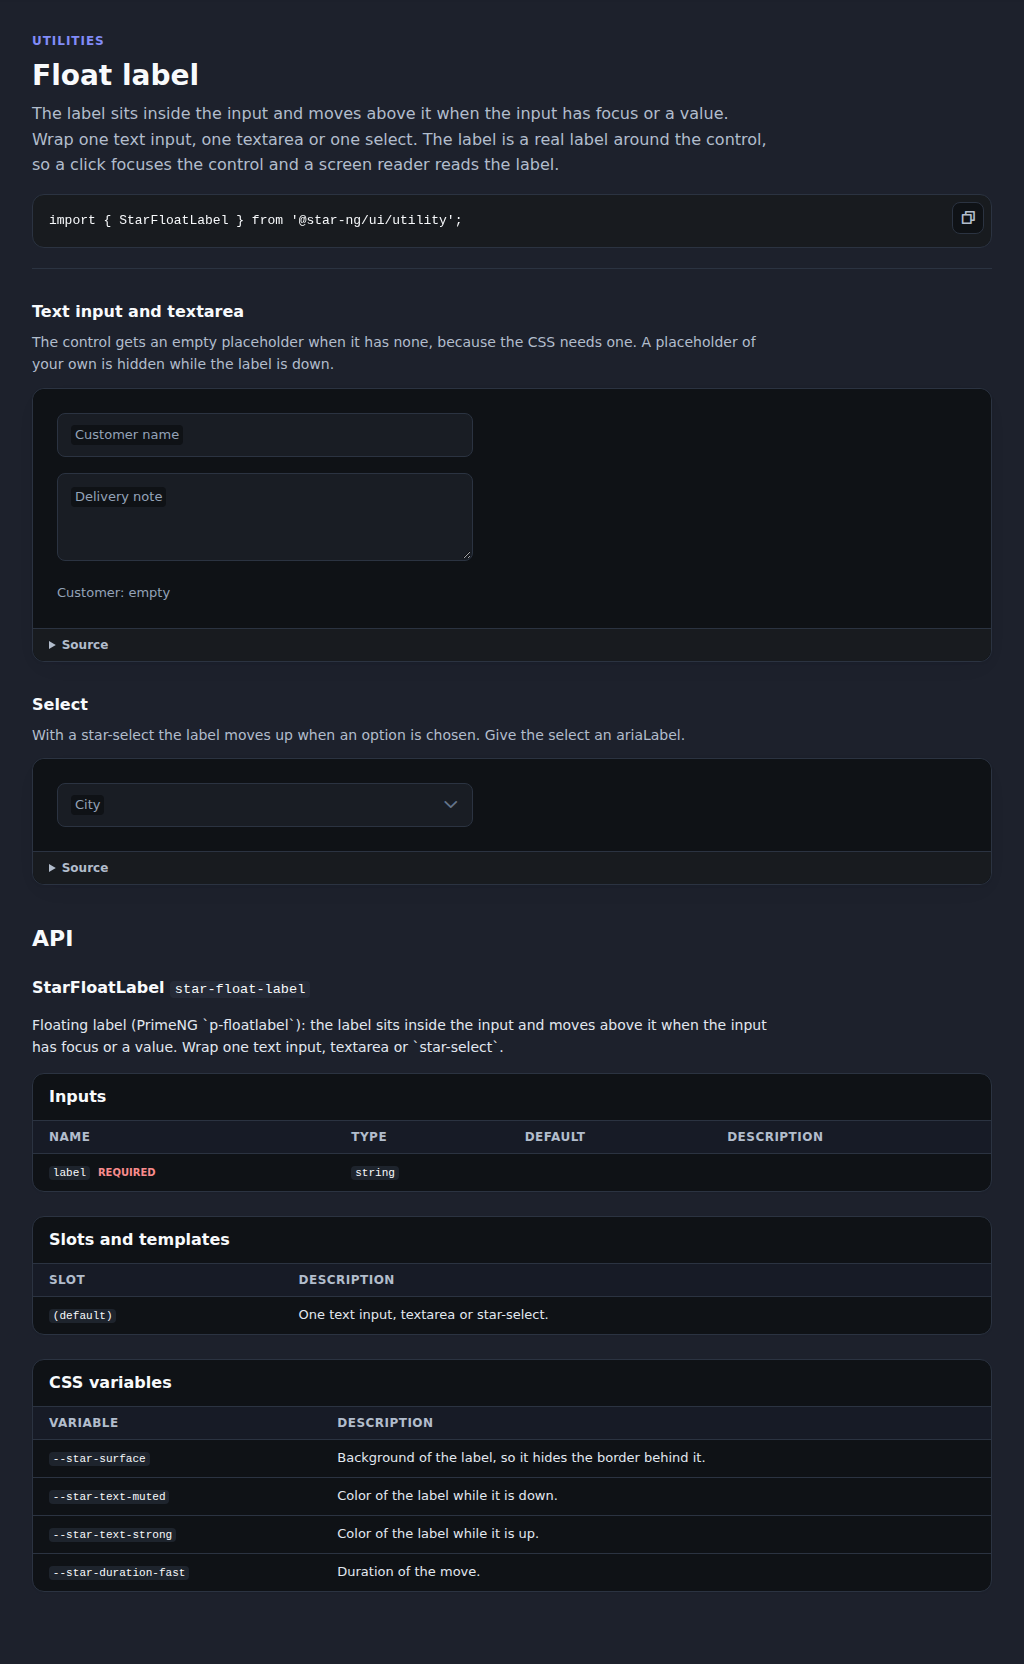 UTILITIES
Float label
The label sits inside the input and moves above it when the input has focus or a value.
Wrap one text input, one textarea or one select. The label is a real label around the control,
so a click focuses the control and a screen reader reads the label.
import { StarFloatLabel } from '@star-ng/ui/utility';
Text input and textarea
The control gets an empty placeholder when it has none, because the CSS needs one. A placeholder of
your own is hidden while the label is down.
Customer name
Delivery note
Customer: empty
Source
Select
With a star-select the label moves up when an option is chosen. Give the select an ariaLabel.
City
Source
API
StarFloatLabel star-float-label
Floating label (PrimeNG `p-floatlabel`): the label sits inside the input and moves above it when the input
has focus or a value. Wrap one text input, textarea or `star-select`.
Inputs
NAME TYPE DEFAULT DESCRIPTION
label REQUIRED string
Slots and templates
SLOT DESCRIPTION
(default) One text input, textarea or star-select.
CSS variables
VARIABLE DESCRIPTION
--star-surface Background of the label, so it hides the border behind it.
--star-text-muted Color of the label while it is down.
--star-text-strong Color of the label while it is up.
--star-duration-fast Duration of the move.